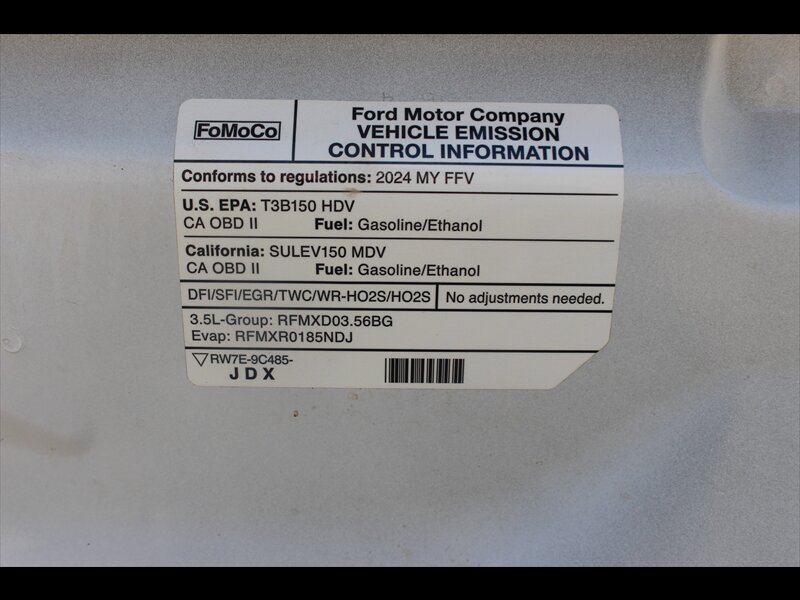 FoMoCo
Ford Motor Company
VEHICLE EMISSION
CONTROL INFORMATION
Conforms to regulations: 2024 MY FFV
U.S. EPA: T3B150 HDV
CA OBD II Fuel: Gasoline/Ethanol
California: SULEV150 MDV
CA OBD II Fuel: Gasoline/Ethanol
DFI/SFI/EGR/TWC/WR-HO2S/HO2S No adjustments needed.
3.5L-Group: RFMXD03.56BG
Evap: RFMXR0185NDJ
RW7E-9C485-
JDX